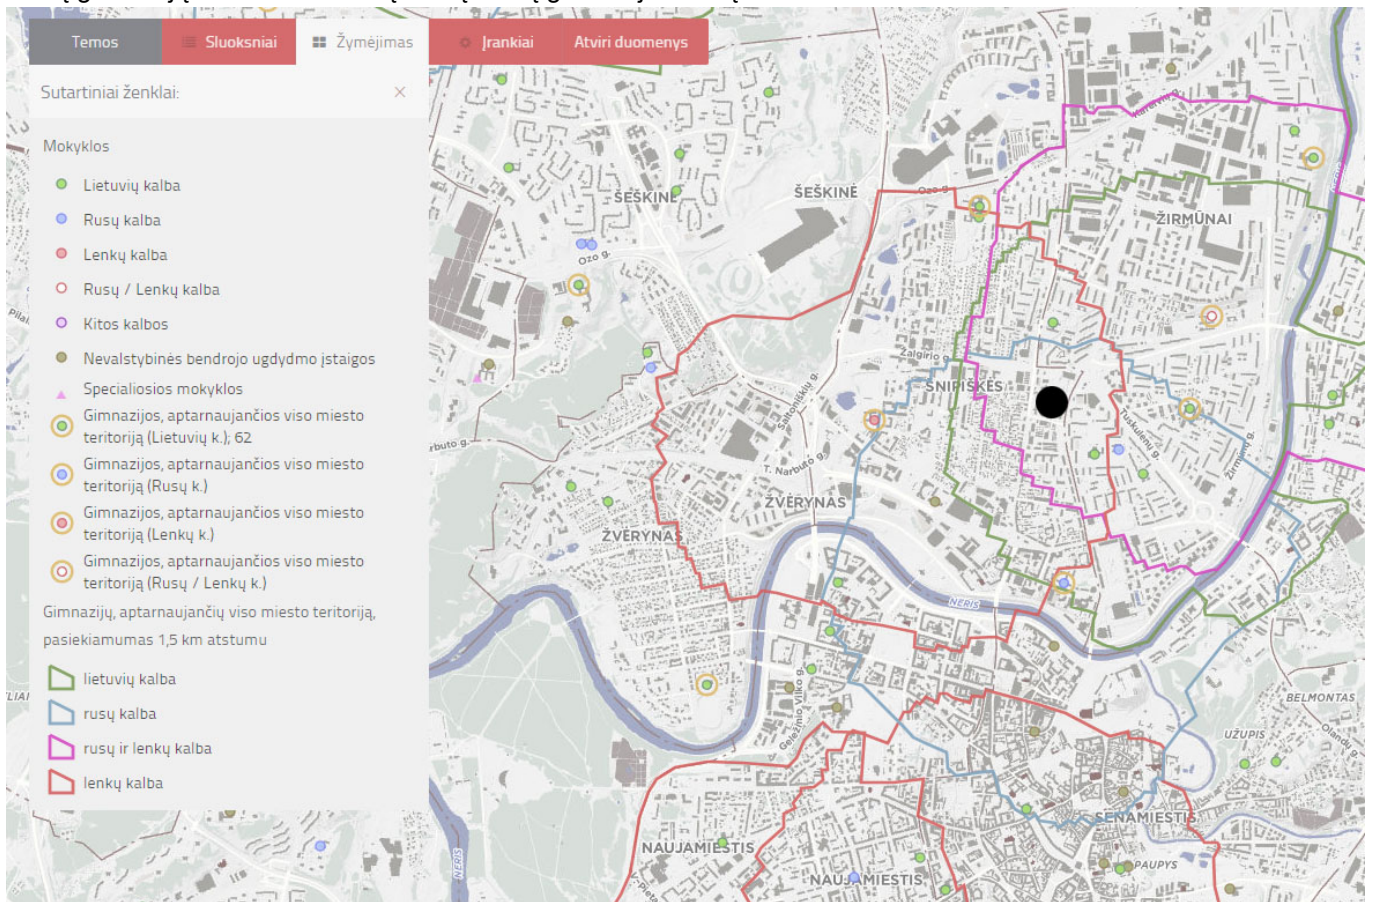 Temos
Sluoksniai
Žymėjimas
Įrankiai
Atviri duomenys
Sutartiniai ženklai:
Mokyklos
Lietuvių kalba
Rusų kalba
Lenkų kalba
Rusų / Lenkų kalba
Kitos kalbos
Nevalstybinės bendrojo ugdydmo įstaigos
Specialiosios mokyklos
Gimnazijos, aptarnaujančios viso miesto
teritoriją (Lietuvių k.); 62
Gimnazijos, aptarnaujančios viso miesto
teritoriją (Rusų k.)
Gimnazijos, aptarnaujančios viso miesto
teritoriją (Lenkų k.)
Gimnazijos, aptarnaujančios viso miesto
teritoriją (Rusų / Lenkų k.)
Gimnazijų, aptarnaujančių viso miesto teritoriją,
pasiekiamumas 1,5 km atstumu
lietuvių kalba
rusų kalba
rusų ir lenkų kalba
lenkų kalba
Kareivių g.
ŠEŠKINĖ
ŠEŠKINĖ
Ozo g.
ŽIRMŪNAI
Ozo g.
Žalgirio g.
ŠNIPIŠKĖS
Saltoniškių g.
Tuskulėnų g.
Žirmūnų g.
T. Narbuto g.
ŽVĖRYNAS
ŽVĖRYNAS
NERIS
Geležinio Vilko g.
BELMONTAS
UŽUPIS
SENAMIESTIS
NAUJAMIESTIS
PAUPYS
NAUJAMIESTIS
NERIS